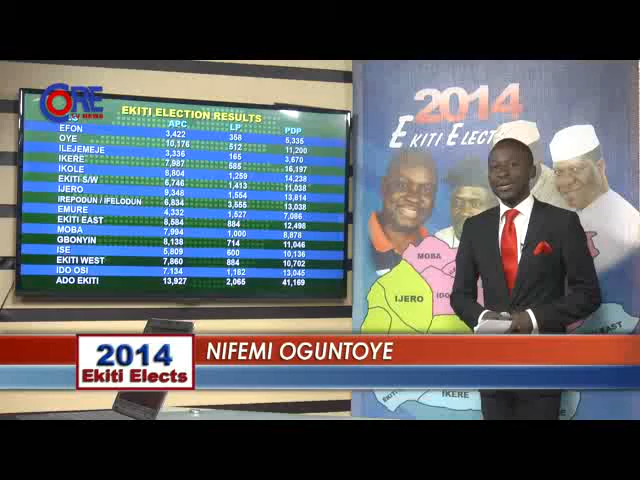 CORE
TV NEWS
EKITI ELECTION RESULTS
APC LP PDP
EFON 3,422 358 5,335
OYE 10,176 512 11,200
ILEJEMEJE 3,336 165 3,670
IKERE 7,987 585 16,197
IKOLE 8,804 1,259 14,238
EKITI-S/W 6,746 1,413 11,038
IJERO 9,348 1,554 13,814
IREPODUN / IFELODUN 6,834 3,555 13,038
EMURE 4,332 1,527 7,086
EKITI EAST 8,584 884 12,498
MOBA 7,994 1,000 8,878
GBONYIN 8,138 714 11,046
ISE 5,809 600 10,136
EKITI WEST 7,860 884 10,702
IDO OSI 7,134 1,182 13,045
ADO EKITI 13,927 2,065 41,169
2014
EKITI ELECTS
MOBA
IJERO
IDO
EAST
EKITI
IKERE
2014
Ekiti Elects
NIFEMI OGUNTOYE